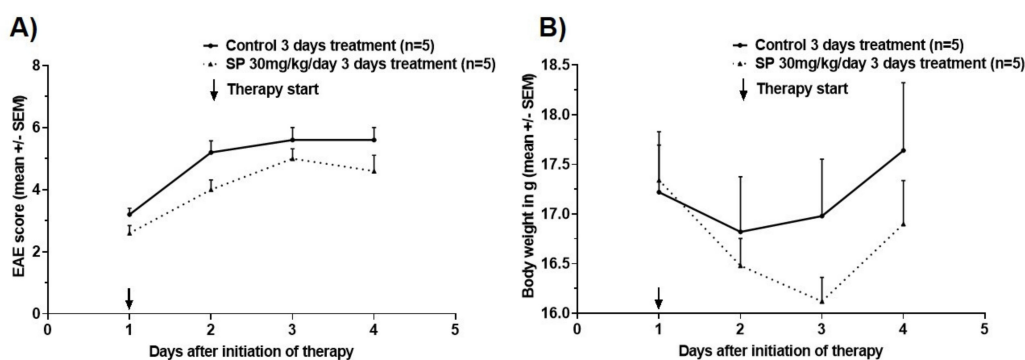 A)
Control 3 days treatment (n=5)
SP 30mg/kg/day 3 days treatment (n=5)
Therapy start
EAE score (mean +/- SEM)
8
6
4
2
0
0 1 2 3 4 5
Days after initiation of therapy
B)
Control 3 days treatment (n=5)
SP 30mg/kg/day 3 days treatment (n=5)
Therapy start
Body weight in g (mean +/- SEM)
18.5
18.0
17.5
17.0
16.5
16.0
0 1 2 3 4 5
Days after initiation of therapy